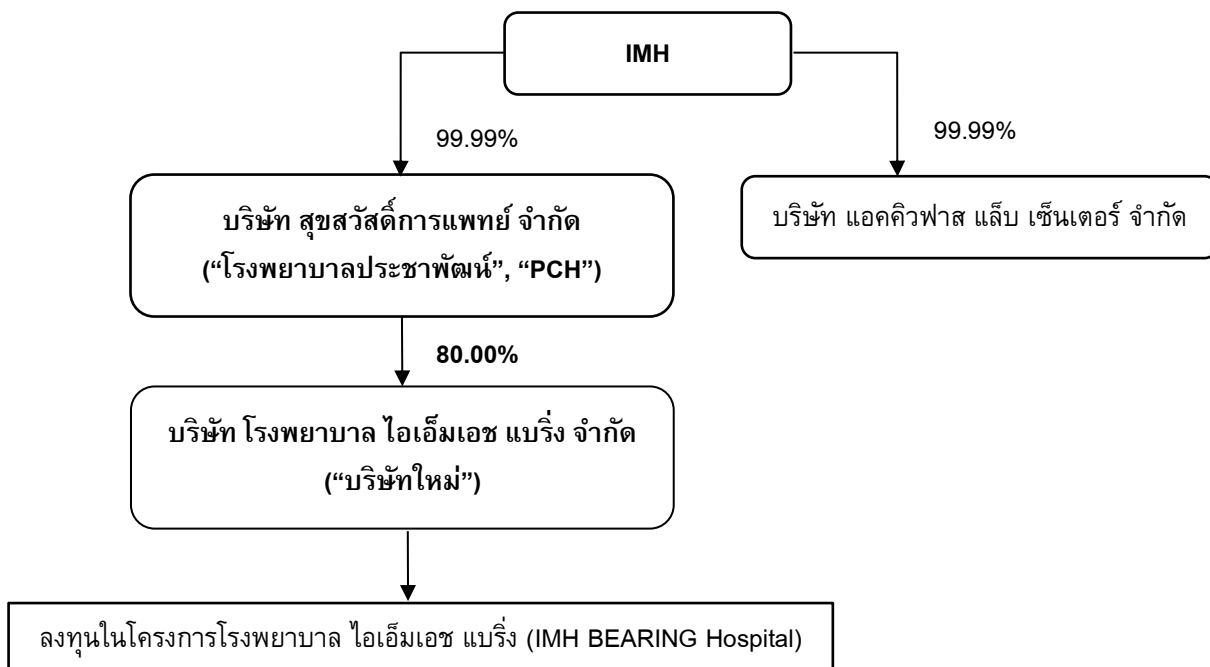 IMH
99.99%
99.99%
บริษัท สุขสวัสดิ์การแพทย์ จำกัด
(“โรงพยาบาลประชาพัฒน์”, “PCH”)
บริษัท แอคคิวฟาส แล็บ เซ็นเตอร์ จำกัด
80.00%
บริษัท โรงพยาบาล ไอเอ็มเอช แบริ่ง จำกัด
(“บริษัทใหม่”)
ลงทุนในโครงการโรงพยาบาล ไอเอ็มเอช แบริ่ง (IMH BEARING Hospital)